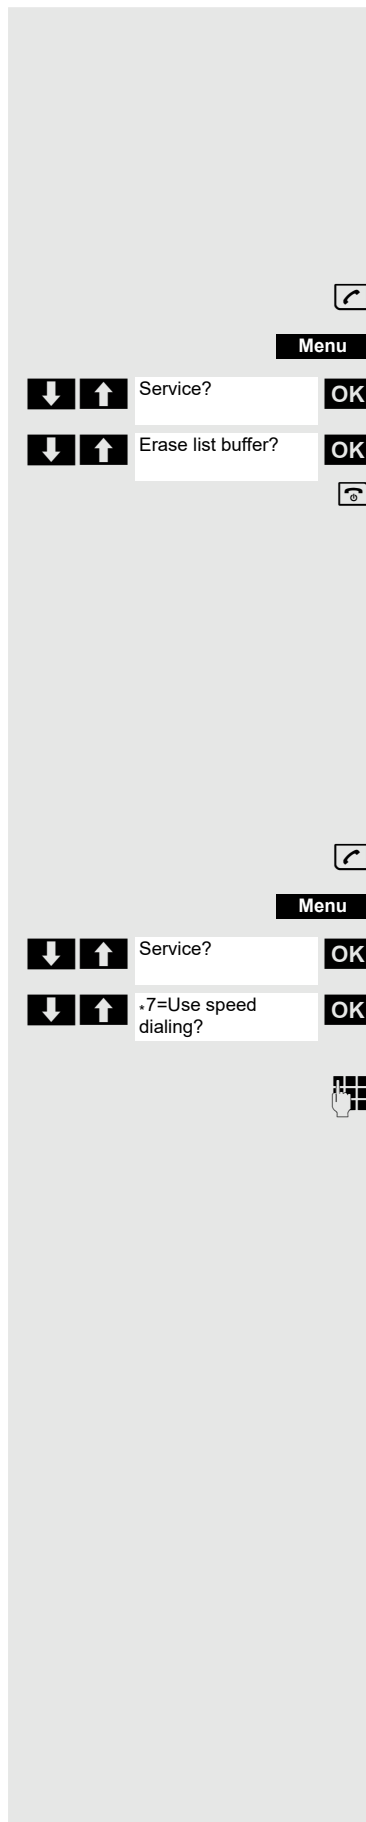 Menu
Service? OK
Erase list buffer? OK
Menu
Service? OK
*7=Use speed OK
dialing?